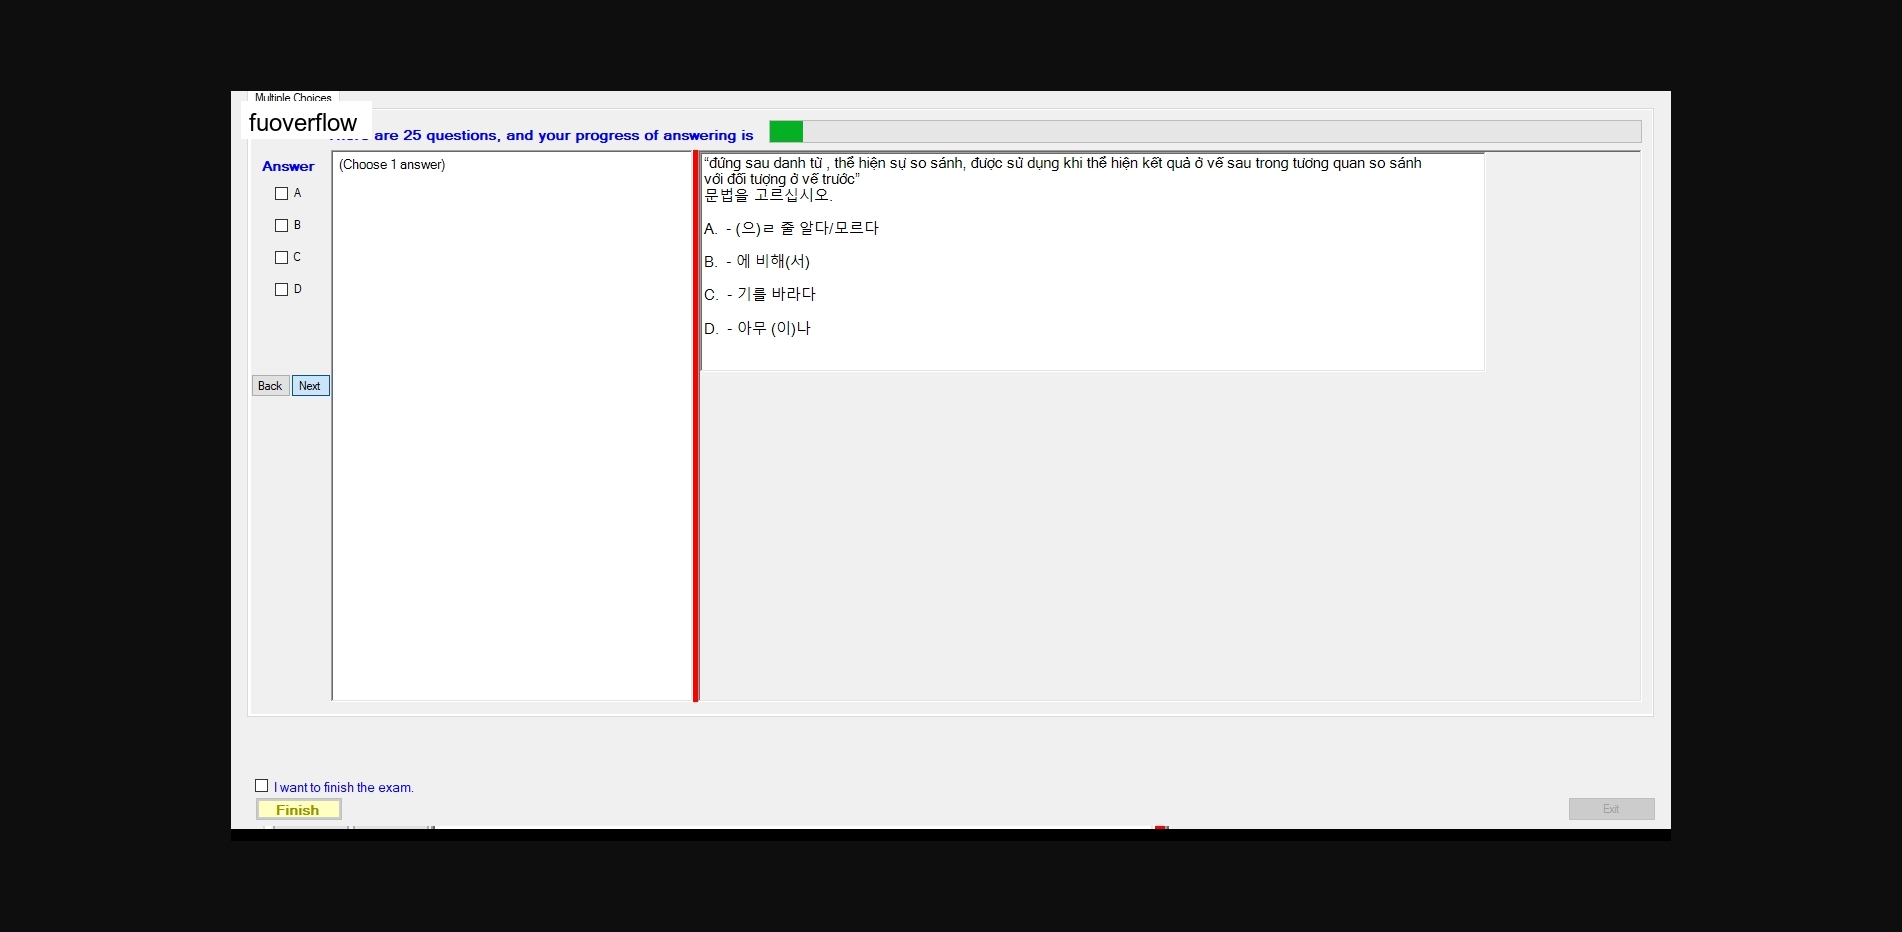 Multiple Choices
fuoverflow
are 25 questions, and your progress of answering is
Answer
(Choose 1 answer)
A
B
C
D
Back
Next
“đứng sau danh từ , thể hiện sự so sánh, được sử dụng khi thể hiện kết quả ở vế sau trong tương quan so sánh
với đối tượng ở vế trước”
문법을 고르십시오.
A. - (으)ㄹ 줄 알다/모르다
B. - 에 비해(서)
C. - 기를 바라다
D. - 아무 (이)나
I want to finish the exam.
Finish
Exit